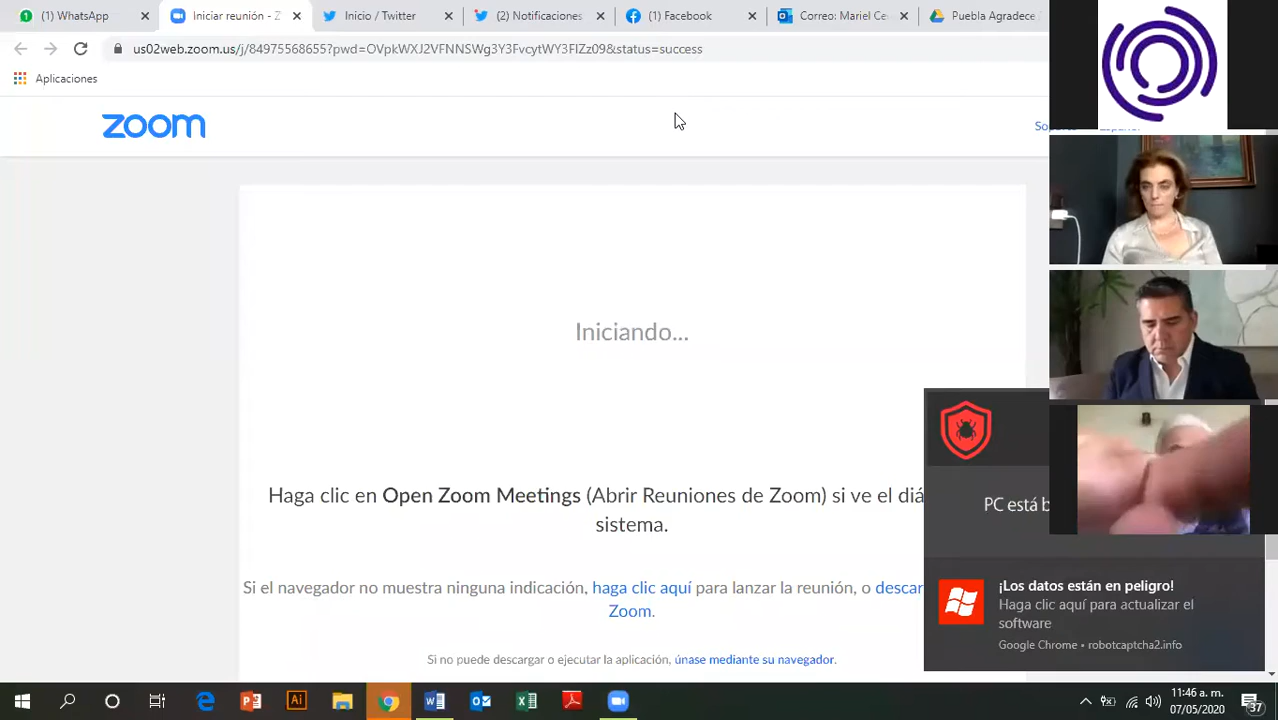 (1) WhatsApp
Iniciar reunión - Z
Inicio / Twitter
(2) Notificaciones
(1) Facebook
Correo: Mariel Ce
Puebla Agradece
us02web.zoom.us/j/84975568655?pwd=OVpkWXJ2VFNNSWg3Y3FvcytWY3FIZz09&status=success
Aplicaciones
zoom
Iniciando...
Haga clic en Open Zoom Meetings (Abrir Reuniones de Zoom) si ve el diá
sistema.
Si el navegador no muestra ninguna indicación, haga clic aquí para lanzar la reunión, o descar
Zoom.
Si no puede descargar o ejecutar la aplicación, únase mediante su navegador.
PC está b
¡Los datos están en peligro!
Haga clic aquí para actualizar el
software
Google Chrome • robotcaptcha2.info
11:46 a. m.
07/05/2020
37